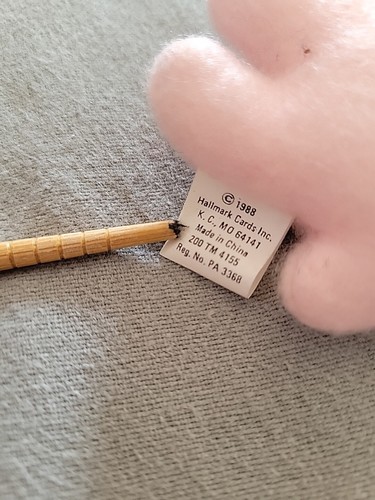 © 1988
Hallmark Cards Inc.
K. C., MO 64141
Made in China
200 TM 4155
Reg. No. PA 3368